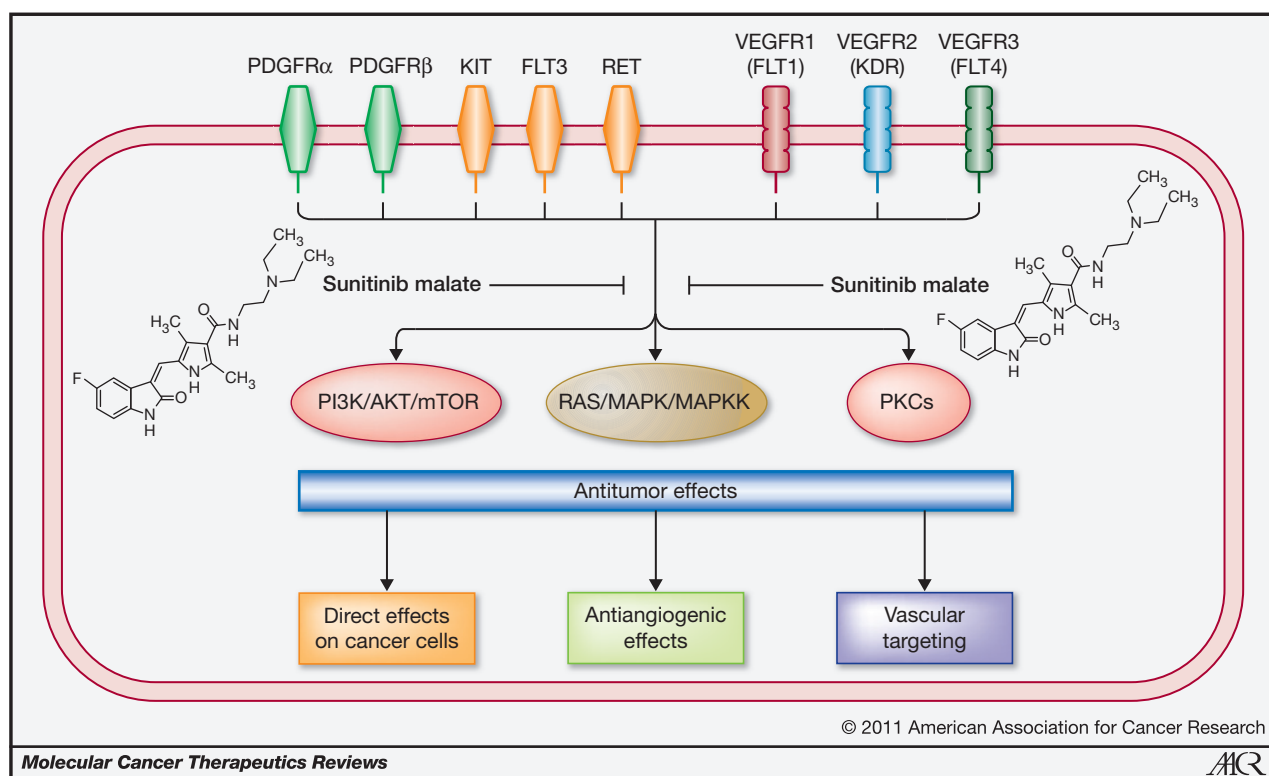 PDGFRα
PDGFRβ
KIT
FLT3
RET
VEGFR1
(FLT1)
VEGFR2
(KDR)
VEGFR3
(FLT4)
Sunitinib malate
Sunitinib malate
CH3
CH3
N
O
N
H
H3C
N
H
CH3
F
O
N
H
CH3
CH3
N
O
N
H
H3C
N
H
CH3
F
O
N
H
PI3K/AKT/mTOR
RAS/MAPK/MAPKK
PKCs
Antitumor effects
Direct effects
on cancer cells
Antiangiogenic
effects
Vascular
targeting
© 2011 American Association for Cancer Research
Molecular Cancer Therapeutics Reviews
AACR